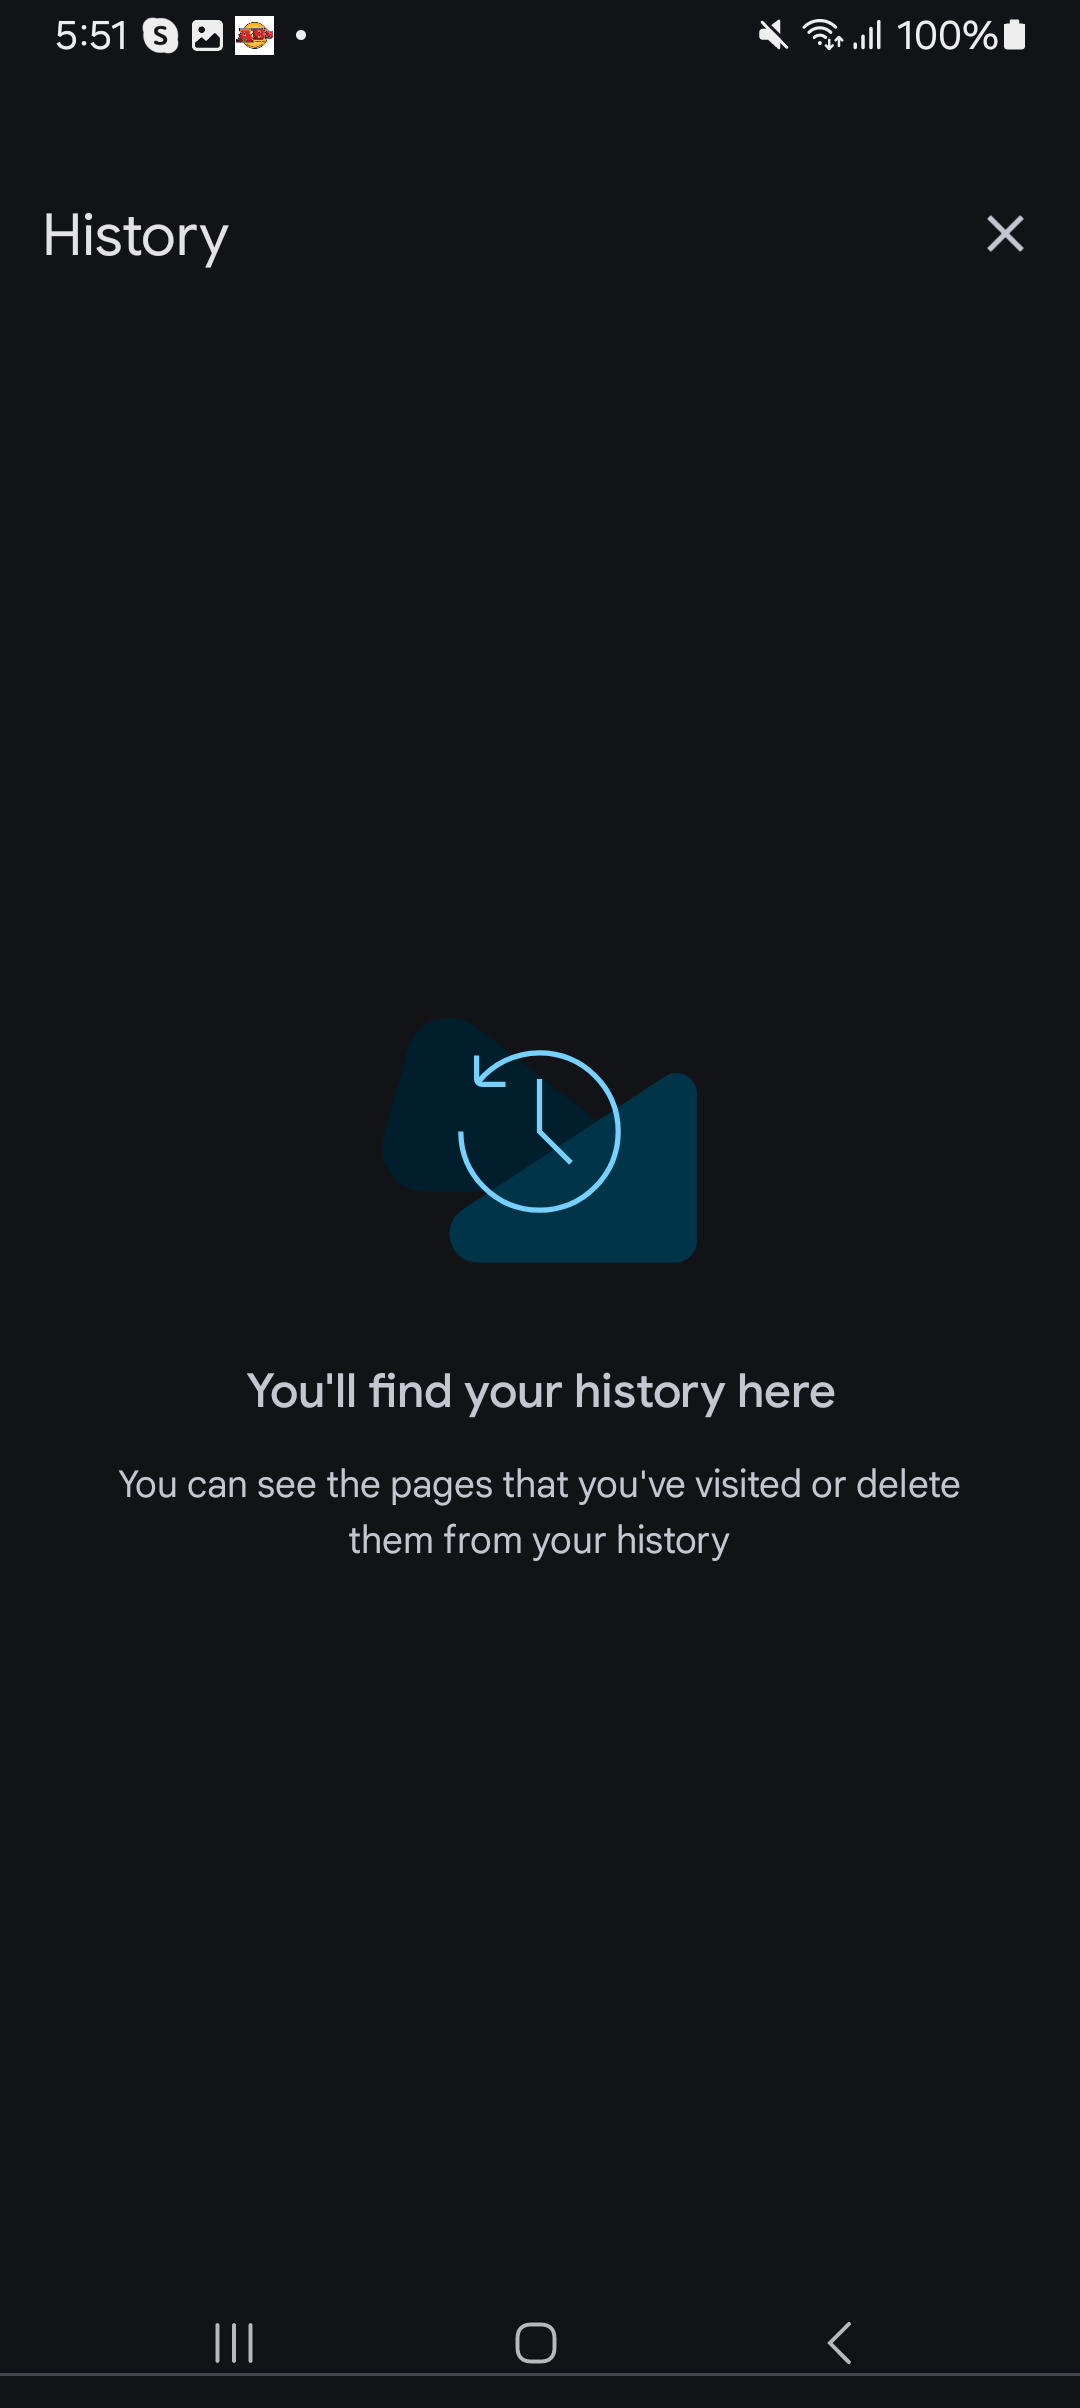 5:51 S ABs 100%
History
You'll find your history here
You can see the pages that you've visited or delete
them from your history